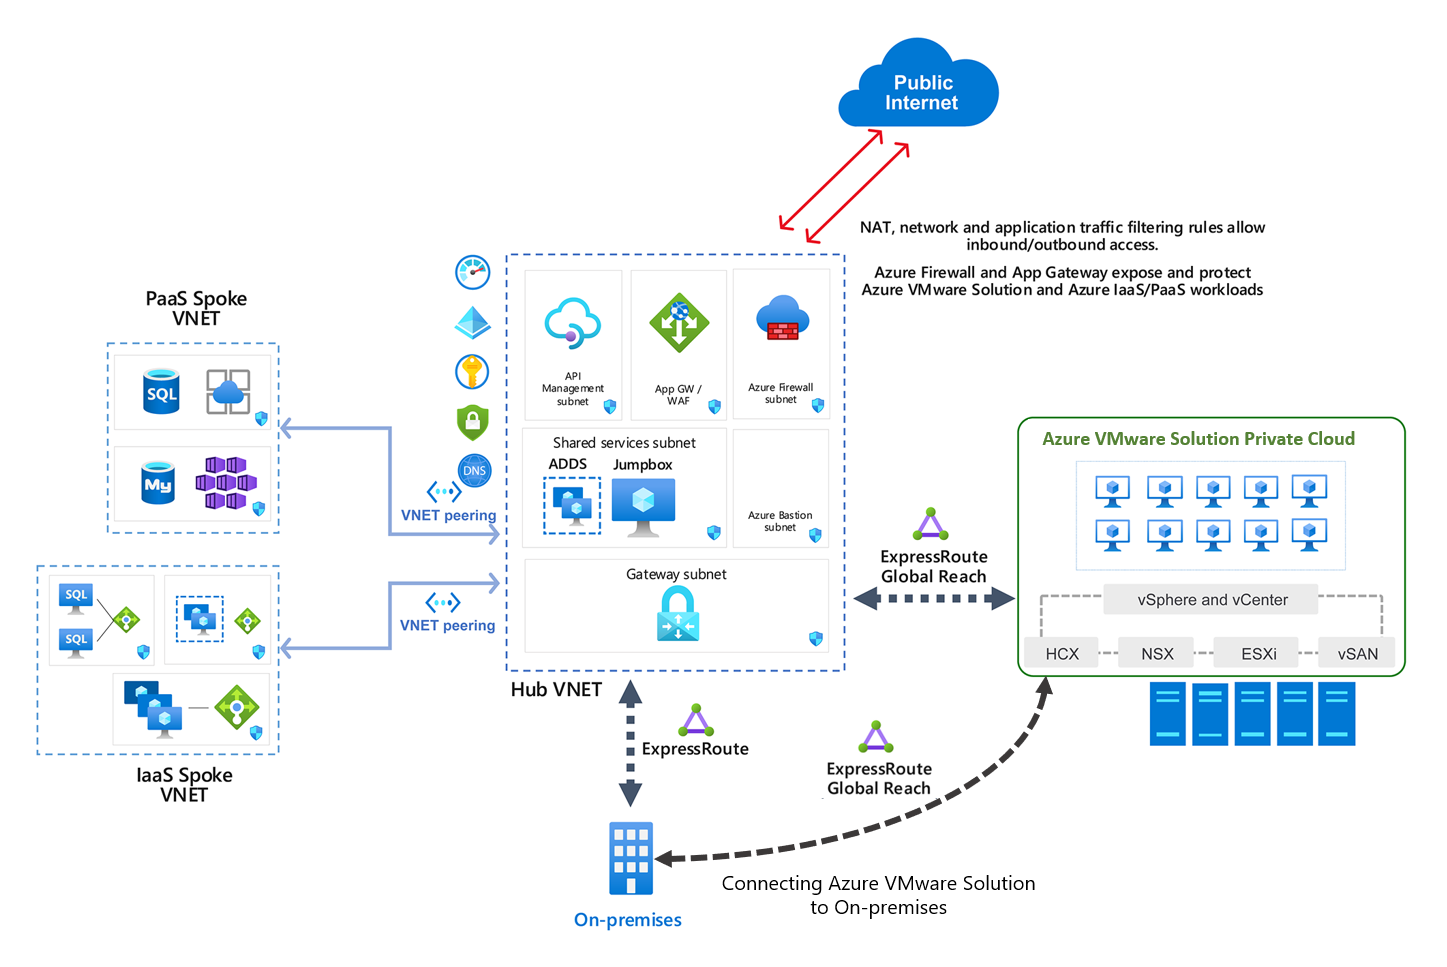 Public
Internet
NAT, network and application traffic filtering rules allow
inbound/outbound access.
Azure Firewall and App Gateway expose and protect
Azure VMware Solution and Azure IaaS/PaaS workloads
PaaS Spoke
VNET
SQL
My
VNET peering
DNS
API
Management
subnet
App GW /
WAF
Azure Firewall
subnet
Shared services subnet
ADDS
Jumpbox
Azure Bastion
subnet
Gateway subnet
Hub VNET
SQL
SQL
VNET peering
IaaS Spoke
VNET
ExpressRoute
Global Reach
Azure VMware Solution Private Cloud
vSphere and vCenter
HCX
NSX
ESXi
vSAN
ExpressRoute
ExpressRoute
Global Reach
On-premises
Connecting Azure VMware Solution
to On-premises